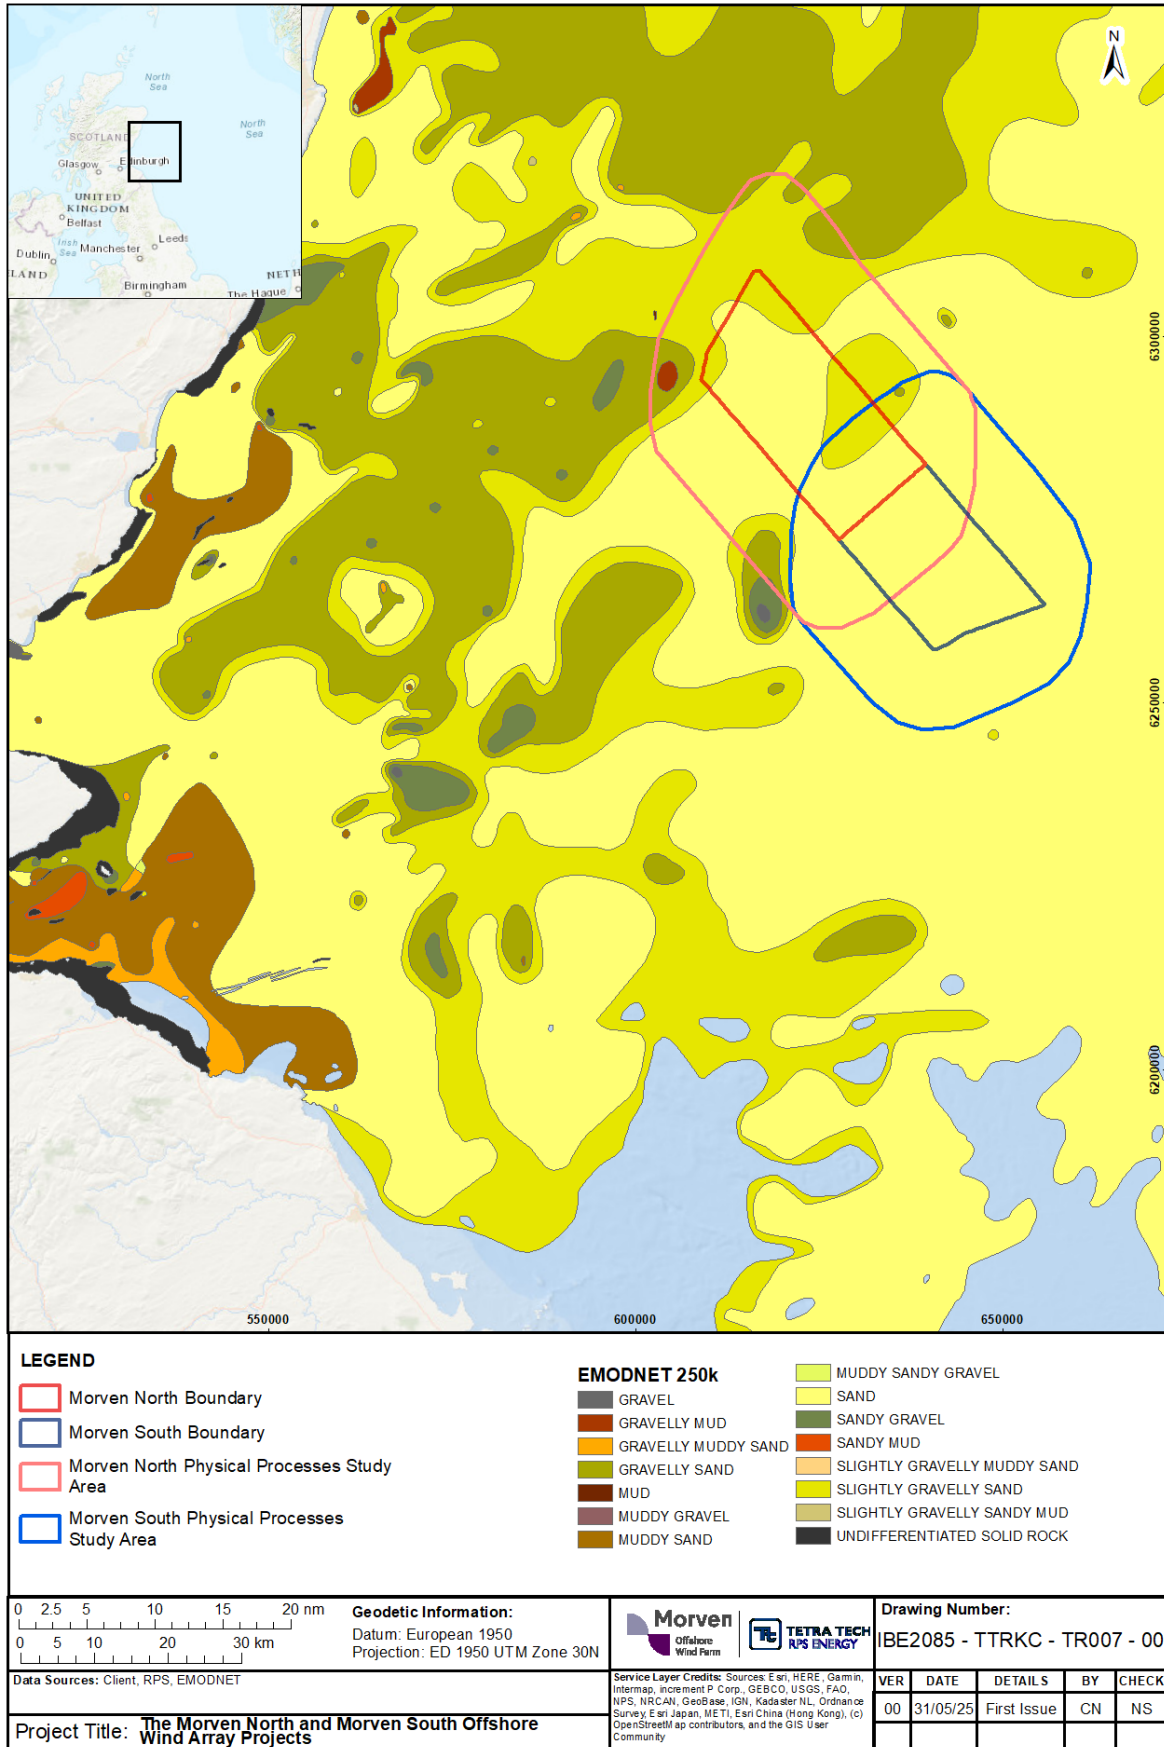 North
Sea
North
Sea
SCOTLAND
Glasgow
Edinburgh
UNITED
KINGDOM
Belfast
Irish
Sea
Leeds
Manchester
Dublin
LAND
NETH
Birmingham
The Hague
N
6300000
6250000
6200000
550000
600000
650000
LEGEND
Morven North Boundary
Morven South Boundary
Morven North Physical Processes Study
Area
Morven South Physical Processes
Study Area
EMODNET 250k
GRAVEL
GRAVELLY MUD
GRAVELLY MUDDY SAND
GRAVELLY SAND
MUD
MUDDY GRAVEL
MUDDY SAND
MUDDY SANDY GRAVEL
SAND
SANDY GRAVEL
SANDY MUD
SLIGHTLY GRAVELLY MUDDY SAND
SLIGHTLY GRAVELLY SAND
SLIGHTLY GRAVELLY SANDY MUD
UNDIFFERENTIATED SOLID ROCK
0 2.5 5 10 15 20 nm
0 5 10 20 30 km
Geodetic Information:
Datum: European 1950
Projection: ED 1950 UTM Zone 30N
Data Sources: Client, RPS, EMODNET
Project Title: The Morven North and Morven South Offshore
Wind Array Projects
Morven
Offshore
Wind Farm
TETRA TECH
RPS ENERGY
Service Layer Credits: Sources: Esri, HERE, Garmin,
Intermap, increment P Corp., GEBCO, USGS, FAO,
NPS, NRCAN, GeoBase, IGN, Kadaster NL, Ordnance
Survey, Esri Japan, METI, Esri China (Hong Kong), (c)
OpenStreetMap contributors, and the GIS User
Community
Drawing Number:
IBE2085 - TTRKC - TR007 - 00
VER DATE DETAILS BY CHECK
00 31/05/25 First Issue CN NS